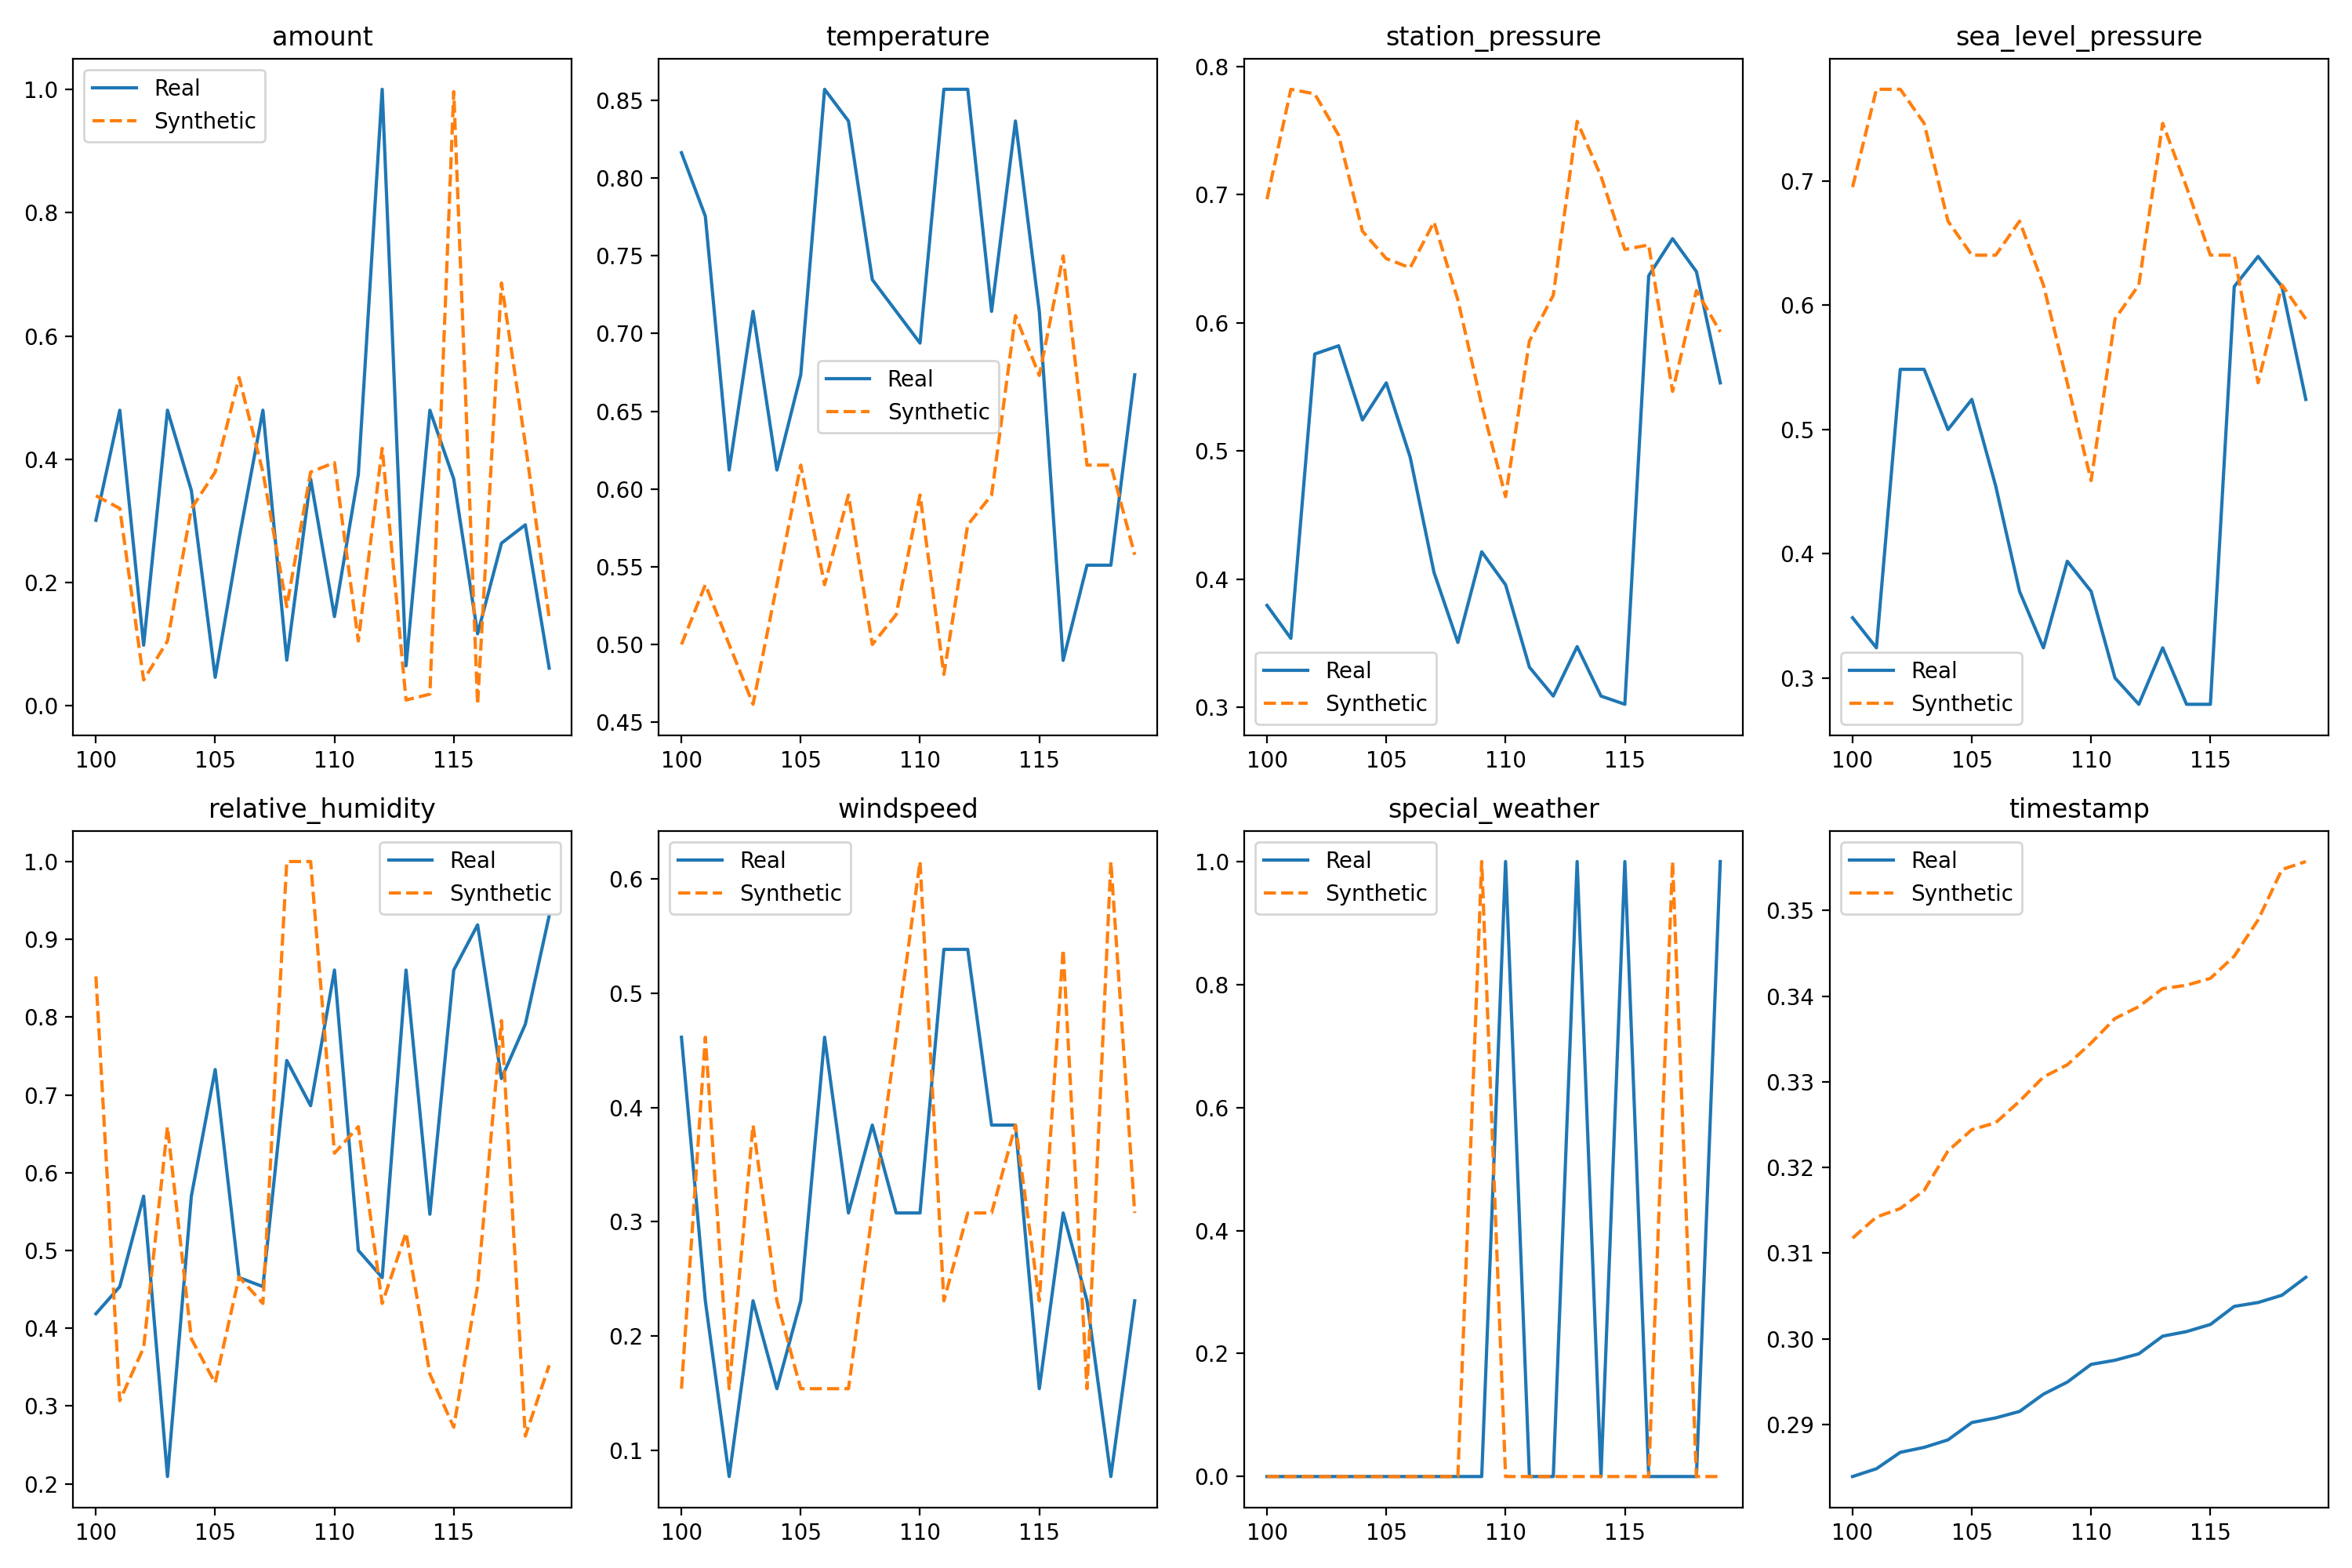 amount
1.0
0.8
0.6
0.4
0.2
0.0
Real
Synthetic
100 105 110 115
temperature
0.85
0.80
0.75
0.70
0.65
0.60
0.55
0.50
0.45
Real
Synthetic
100 105 110 115
station_pressure
0.8
0.7
0.6
0.5
0.4
0.3
Real
Synthetic
100 105 110 115
sea_level_pressure
0.7
0.6
0.5
0.4
0.3
Real
Synthetic
100 105 110 115
relative_humidity
1.0
0.9
0.8
0.7
0.6
0.5
0.4
0.3
0.2
Real
Synthetic
100 105 110 115
windspeed
0.6
0.5
0.4
0.3
0.2
0.1
Real
Synthetic
100 105 110 115
special_weather
1.0
0.8
0.6
0.4
0.2
0.0
Real
Synthetic
100 105 110 115
timestamp
0.35
0.34
0.33
0.32
0.31
0.30
0.29
Real
Synthetic
100 105 110 115